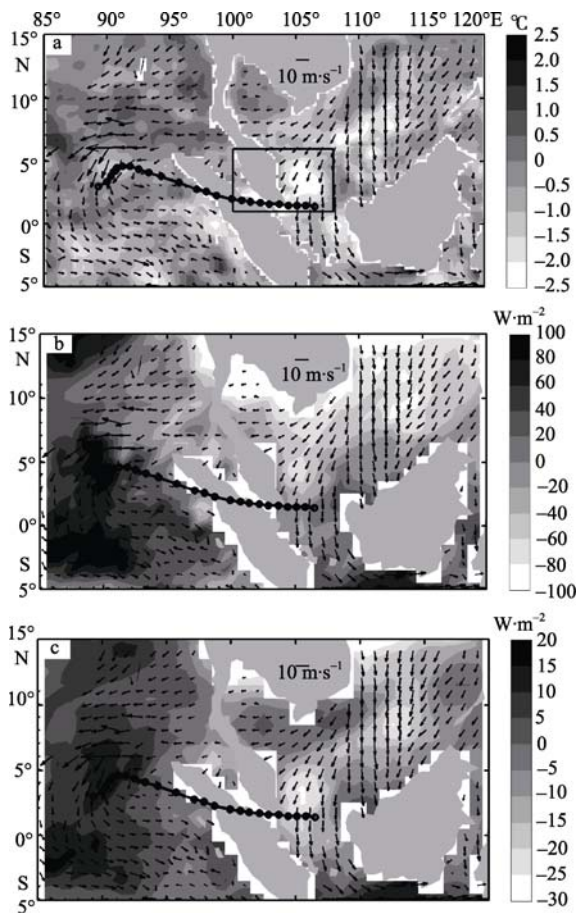 85° 90° 95° 100° 105° 110° 115° 120°E °C
15° a 2.5
N 10 m·s⁻¹ 2.0
10° 1.5
1.0
5° 0.5
0
0° −0.5
−1.0
−1.5
S −2.0
5° −2.5
W·m⁻²
15° b 100
N 10 m·s⁻¹ 80
10° 60
40
5° 20
0
0° −20
−40
−60
S −80
5° −100
W·m⁻²
15° c 20
N 10 m·s⁻¹ 15
10° 10
5
5° 0
−5
−10
0° −15
−20
S −25
5° −30